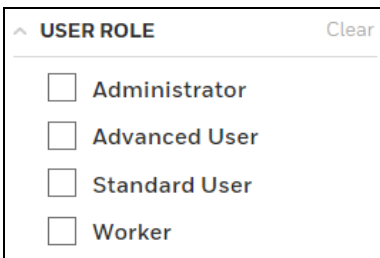 USER ROLE Clear
Administrator
Advanced User
Standard User
Worker